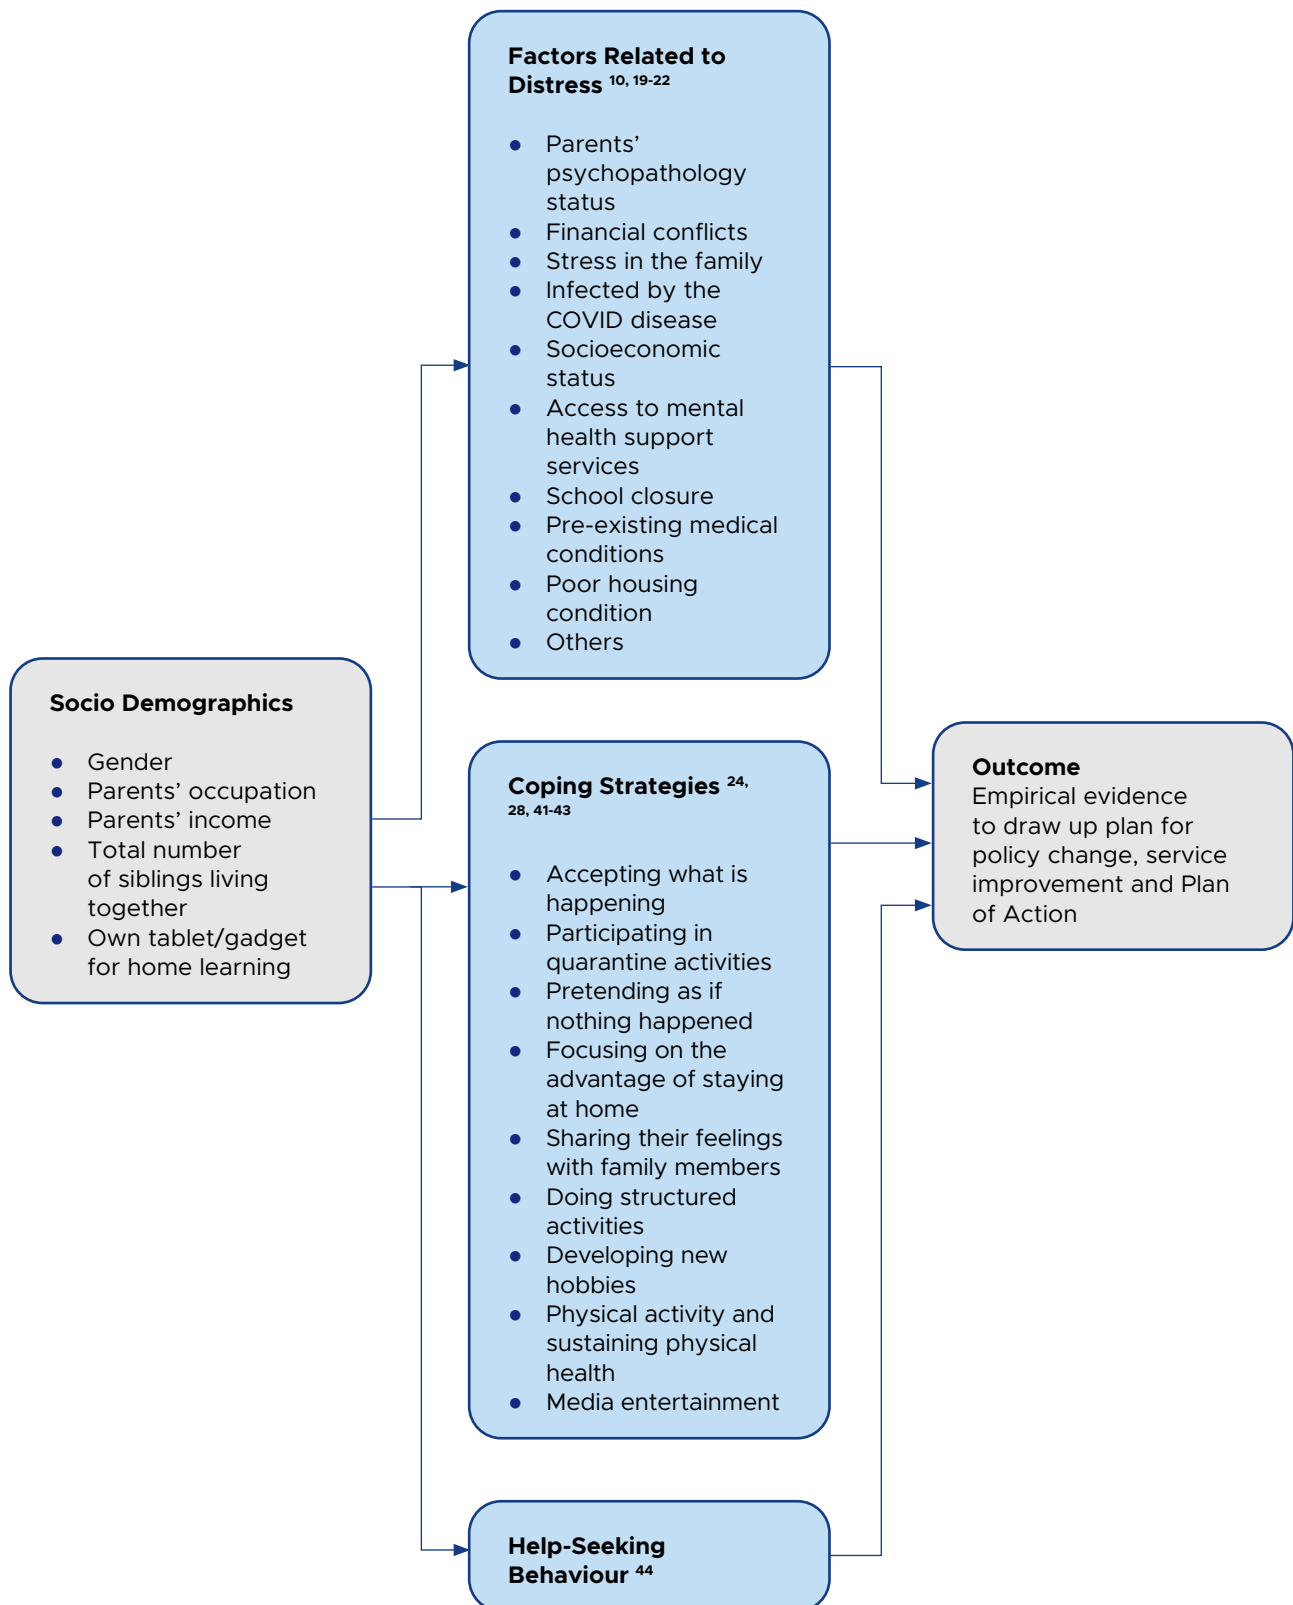 Factors Related to
Distress 10, 19-22
● Parents’
psychopathology
status
● Financial conflicts
● Stress in the family
● Infected by the
COVID disease
● Socioeconomic
status
● Access to mental
health support
services
● School closure
● Pre-existing medical
conditions
● Poor housing
condition
● Others
Socio Demographics
● Gender
● Parents’ occupation
● Parents’ income
● Total number
of siblings living
together
● Own tablet/gadget
for home learning
Coping Strategies 24,
28, 41-43
● Accepting what is
happening
● Participating in
quarantine activities
● Pretending as if
nothing happened
● Focusing on the
advantage of staying
at home
● Sharing their feelings
with family members
● Doing structured
activities
● Developing new
hobbies
● Physical activity and
sustaining physical
health
● Media entertainment
Help-Seeking
Behaviour 44
Outcome
Empirical evidence
to draw up plan for
policy change, service
improvement and Plan
of Action